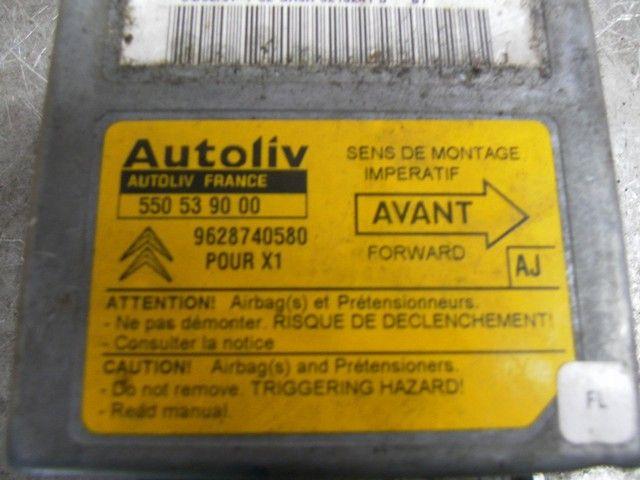 Autoliv
AUTOLIV FRANCE
550 53 90 00
9628740580
POUR X1
SENS DE MONTAGE
IMPERATIF
AVANT
FORWARD
AJ
ATTENTION! Airbag(s) et Prétensionneurs.
- Ne pas démonter. RISQUE DE DECLENCHEMENT!
- Consulter la notice
CAUTION! Airbag(s) and Prétensioners.
- Do not remove. TRIGGERING HAZARD!
- Read manual.
FL